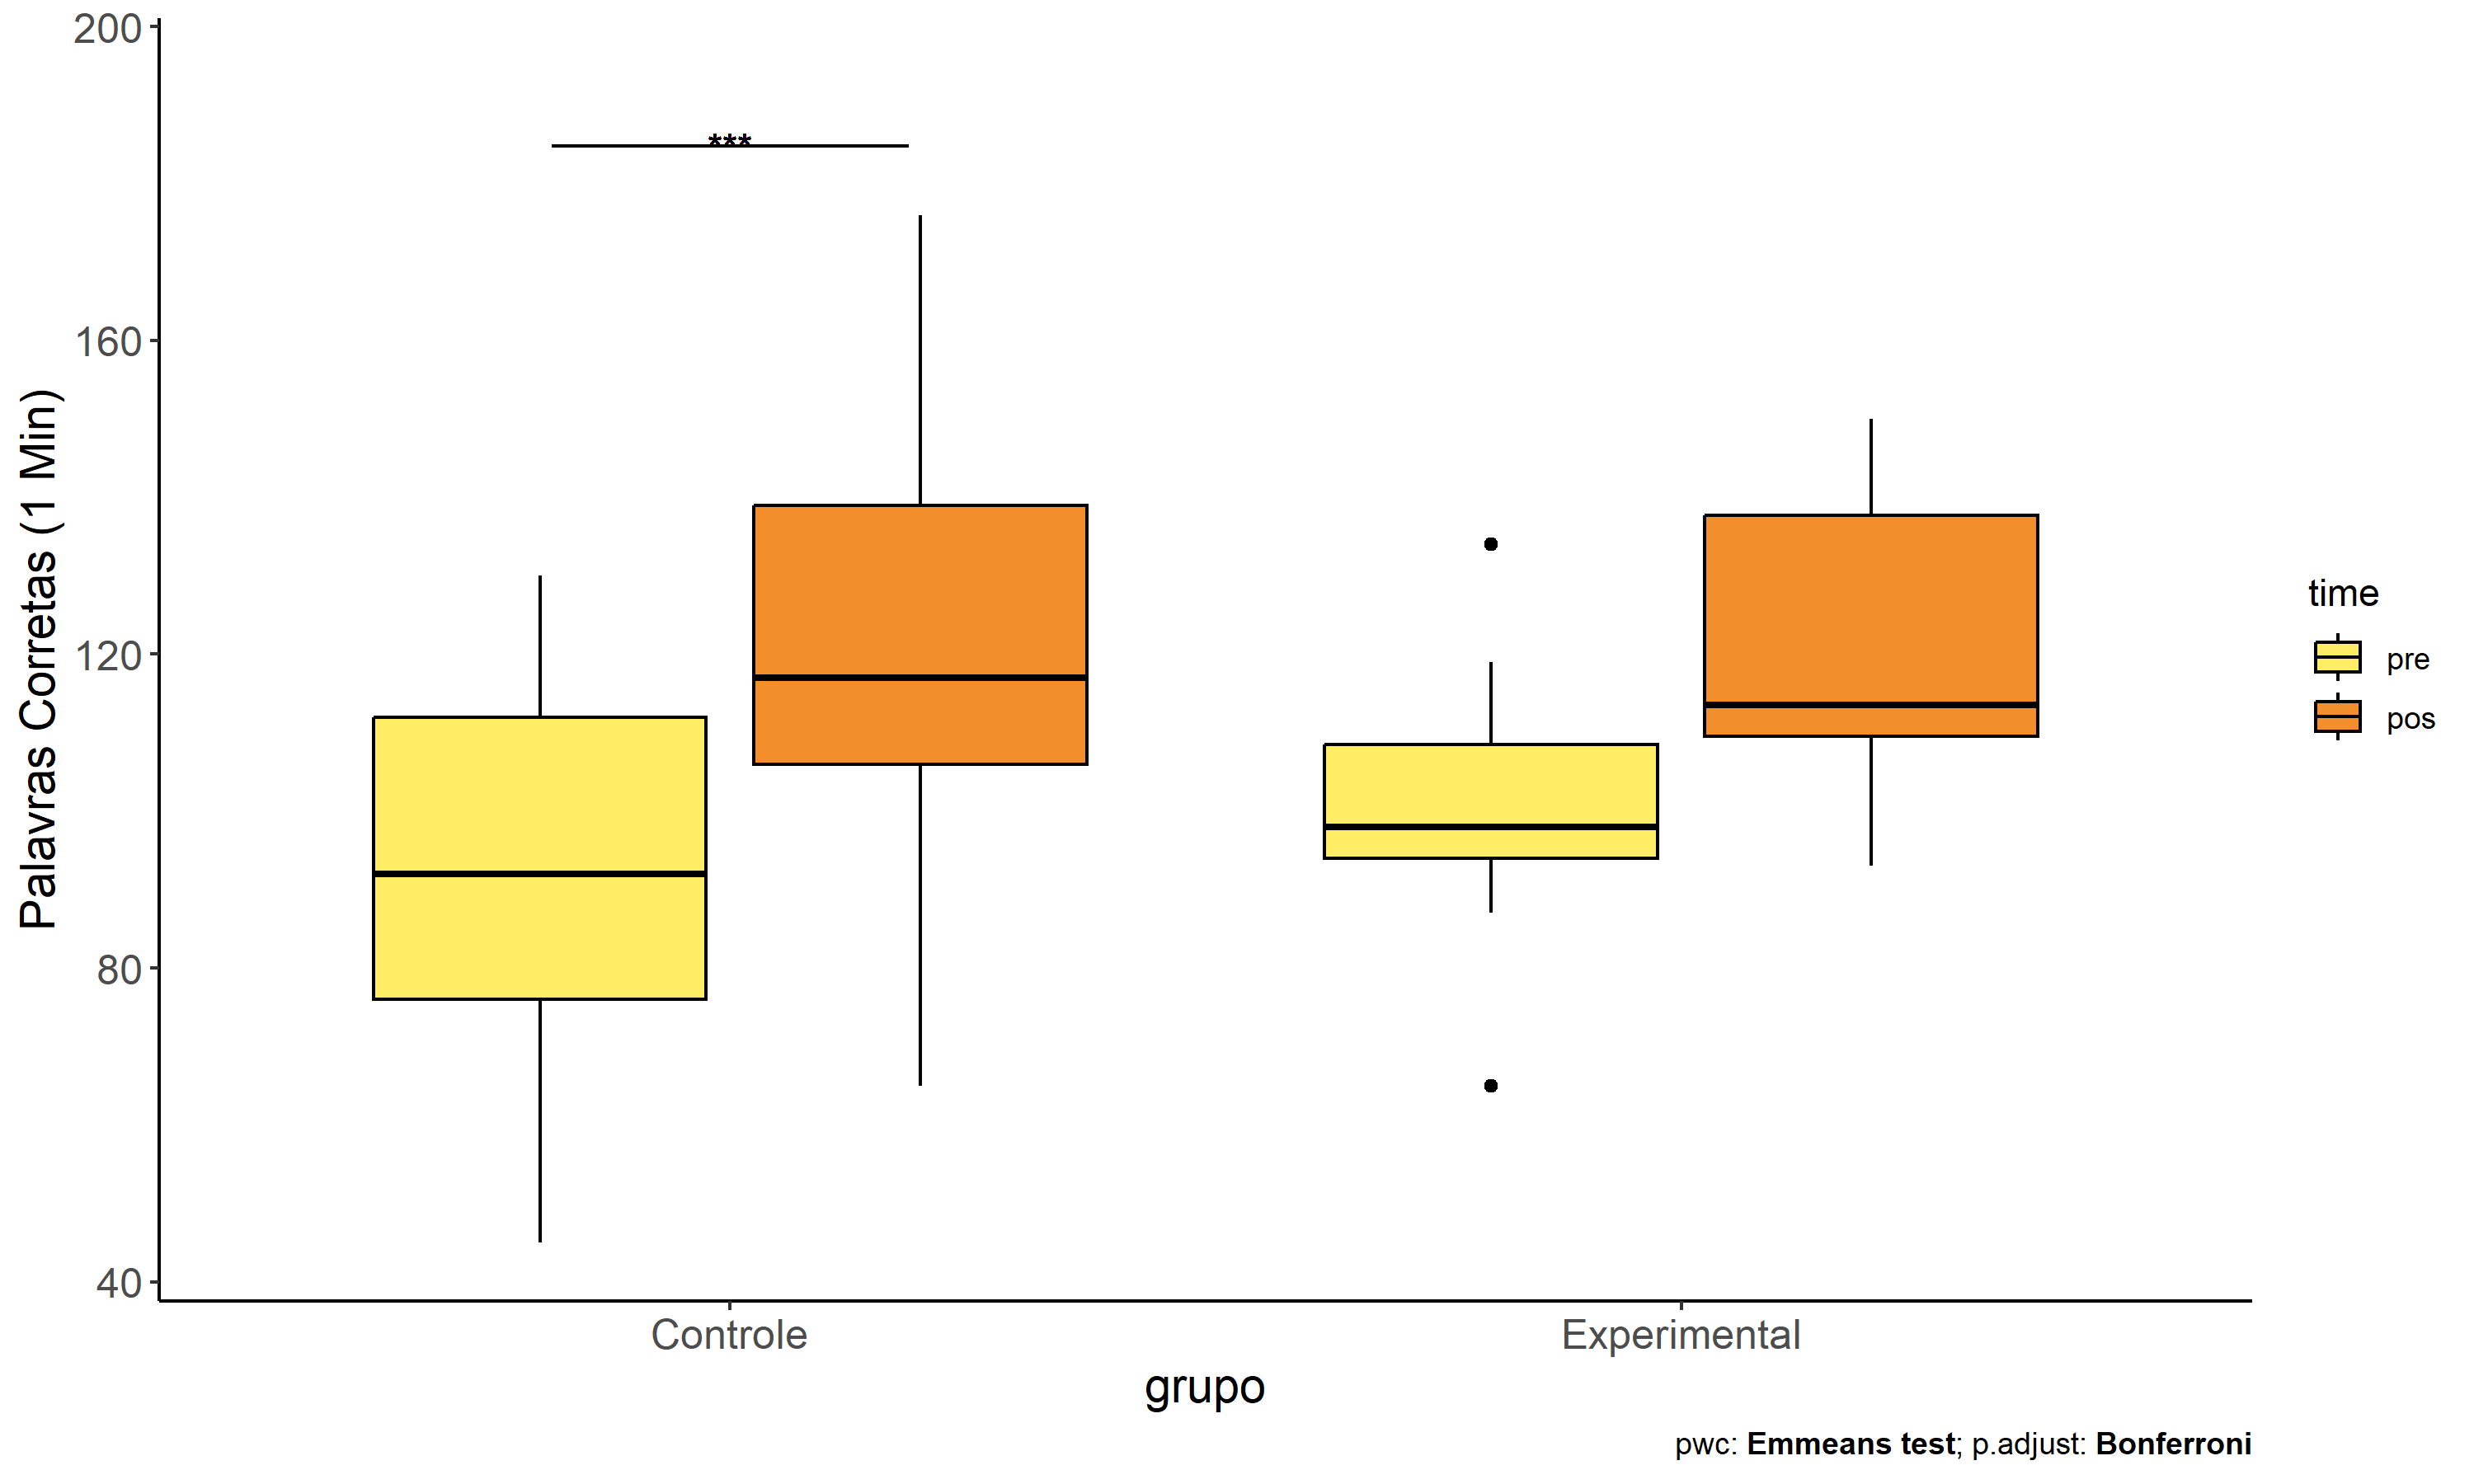 Palavras Corretas (1 Min)
200
160
120
80
40
***
Controle
Experimental
grupo
time
pre
pos
pwc: Emmeans test; p.adjust: Bonferroni